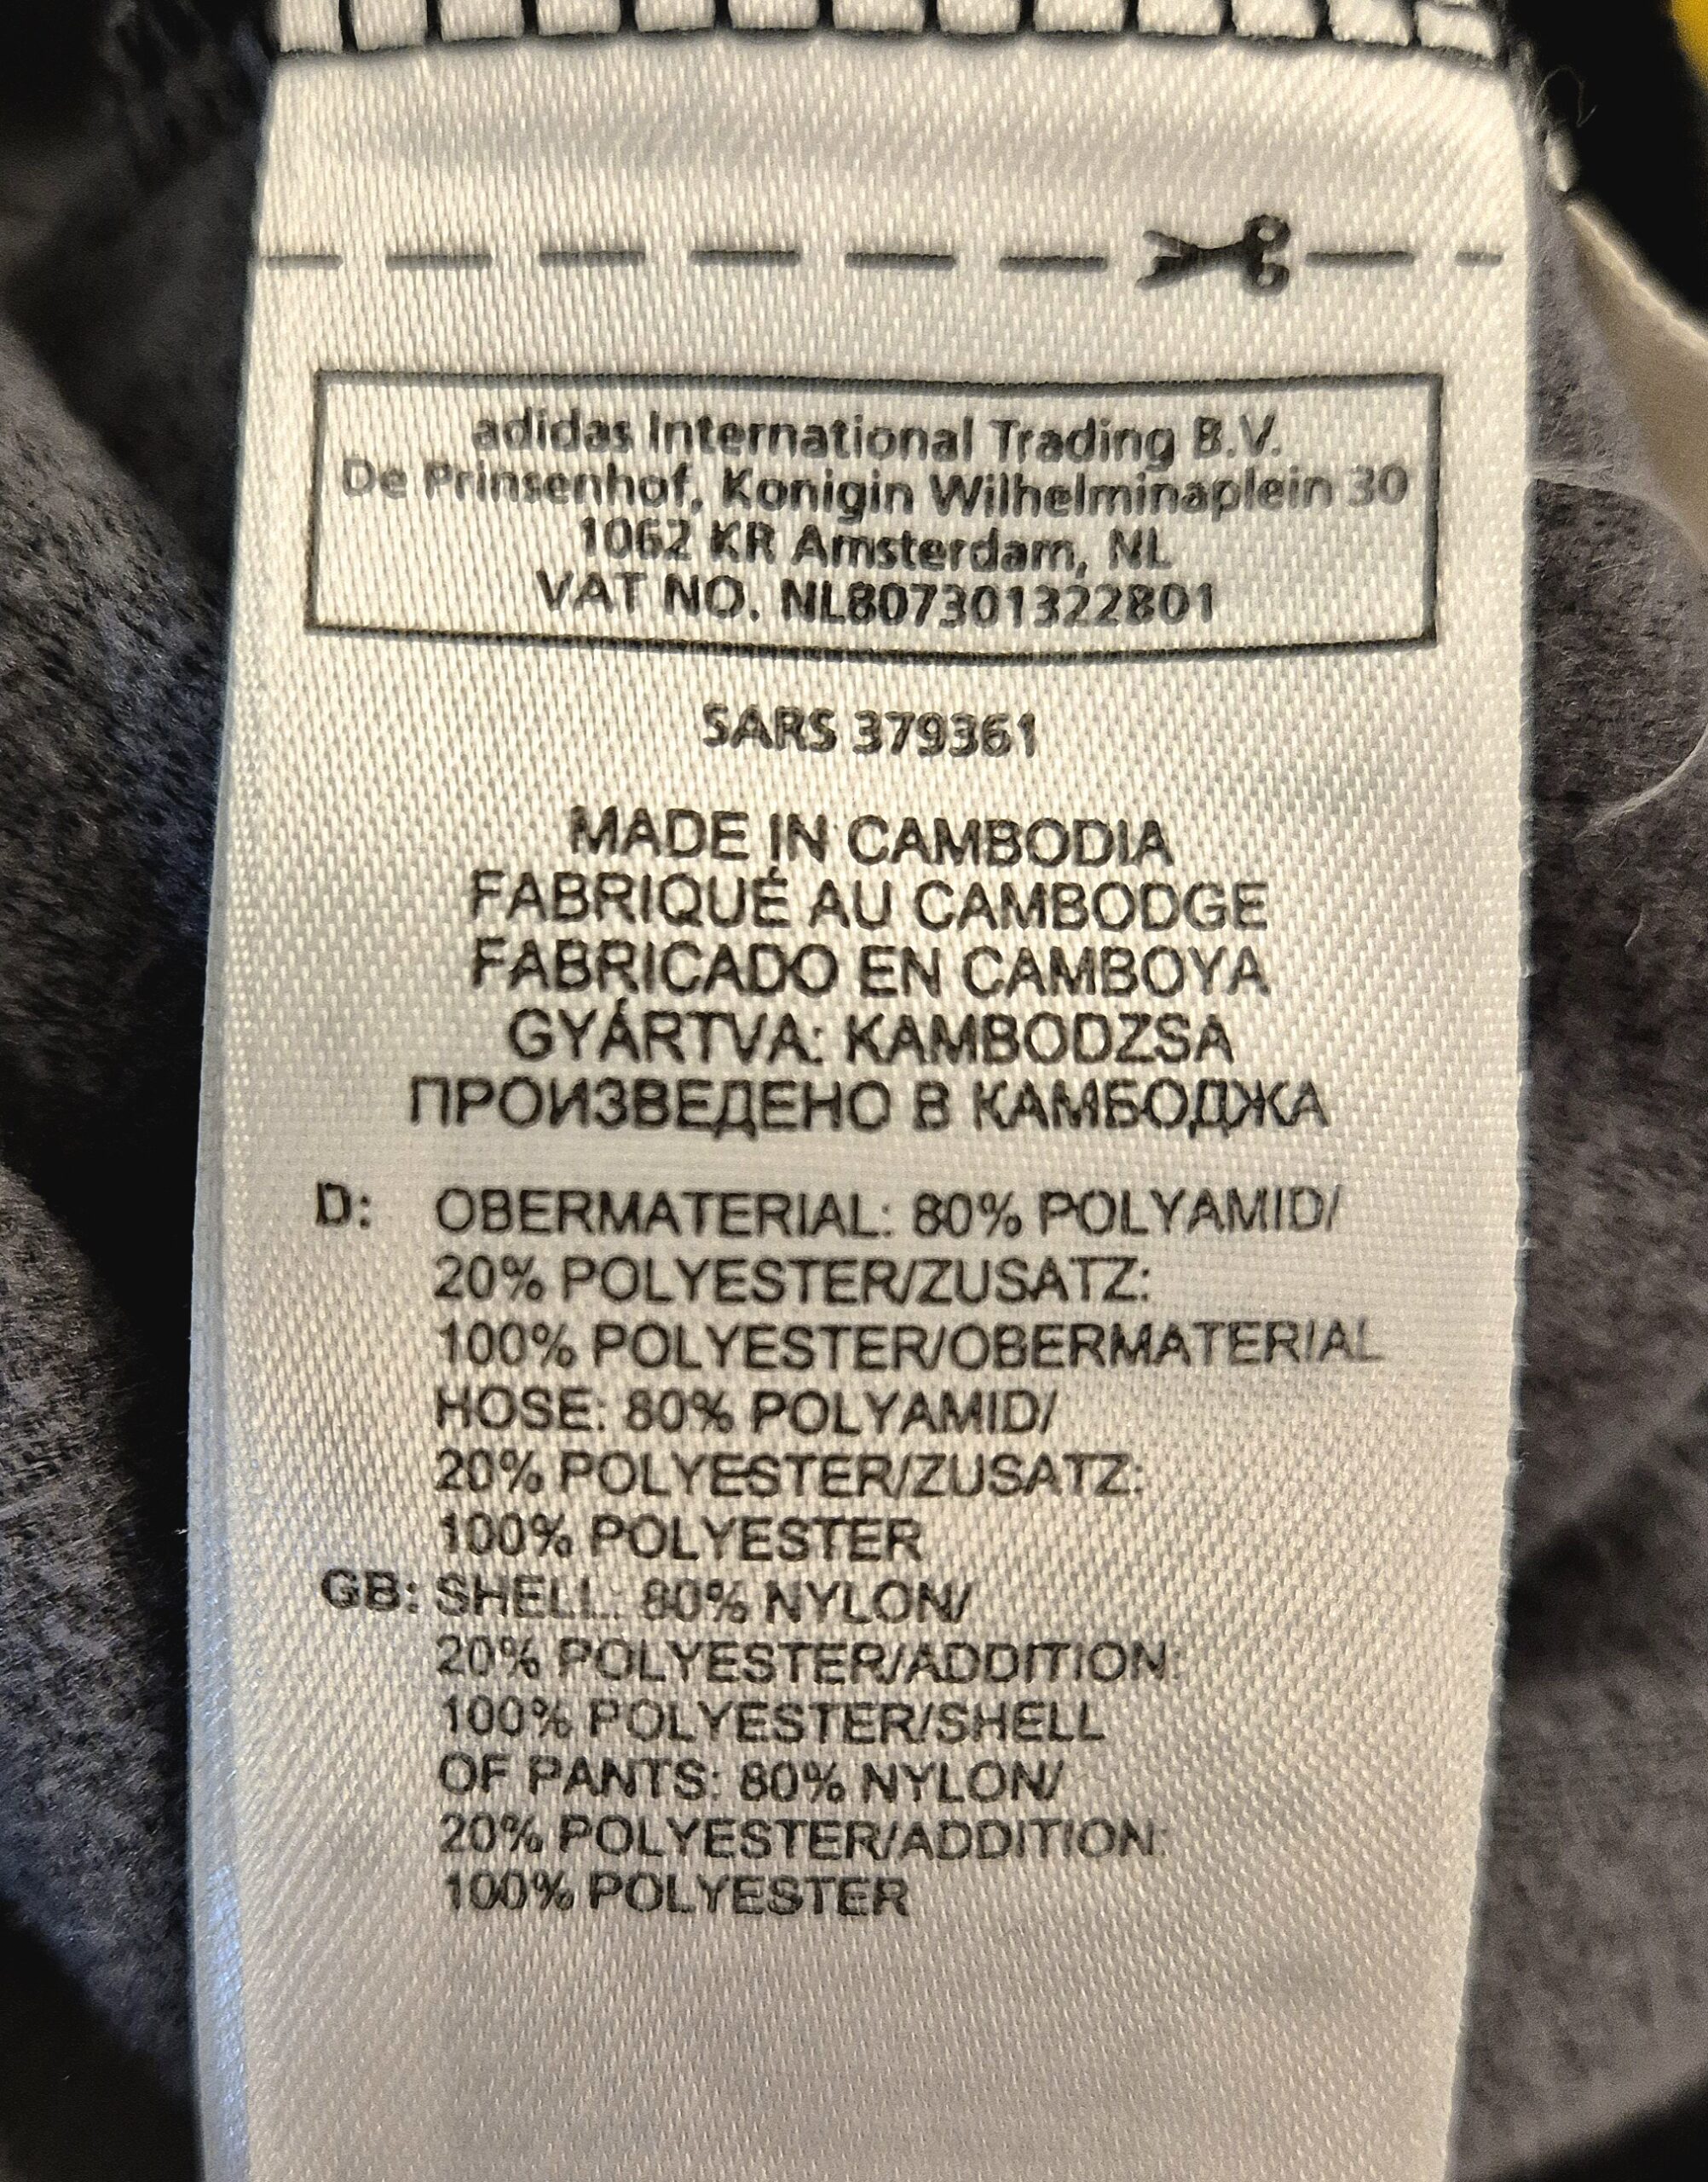 adidas International Trading B.V.
De Prinsenhof, Konigin Wilhelminaplein 30
1062 KR Amsterdam, NL
VAT NO. NL807301322B01
SARS 379361
MADE IN CAMBODIA
FABRIQUÉ AU CAMBODGE
FABRICADO EN CAMBOYA
GYÁRTVA: KAMBODZSA
ПРОИЗВЕДЕНО В КАМБОДЖА
D: OBERMATERIAL: 80% POLYAMID/
20% POLYESTER/ZUSATZ:
100% POLYESTER/OBERMATERIAL
HOSE: 80% POLYAMID/
20% POLYESTER/ZUSATZ:
100% POLYESTER
GB: SHELL: 80% NYLON/
20% POLYESTER/ADDITION:
100% POLYESTER/SHELL
OF PANTS: 80% NYLON/
20% POLYESTER/ADDITION:
100% POLYESTER